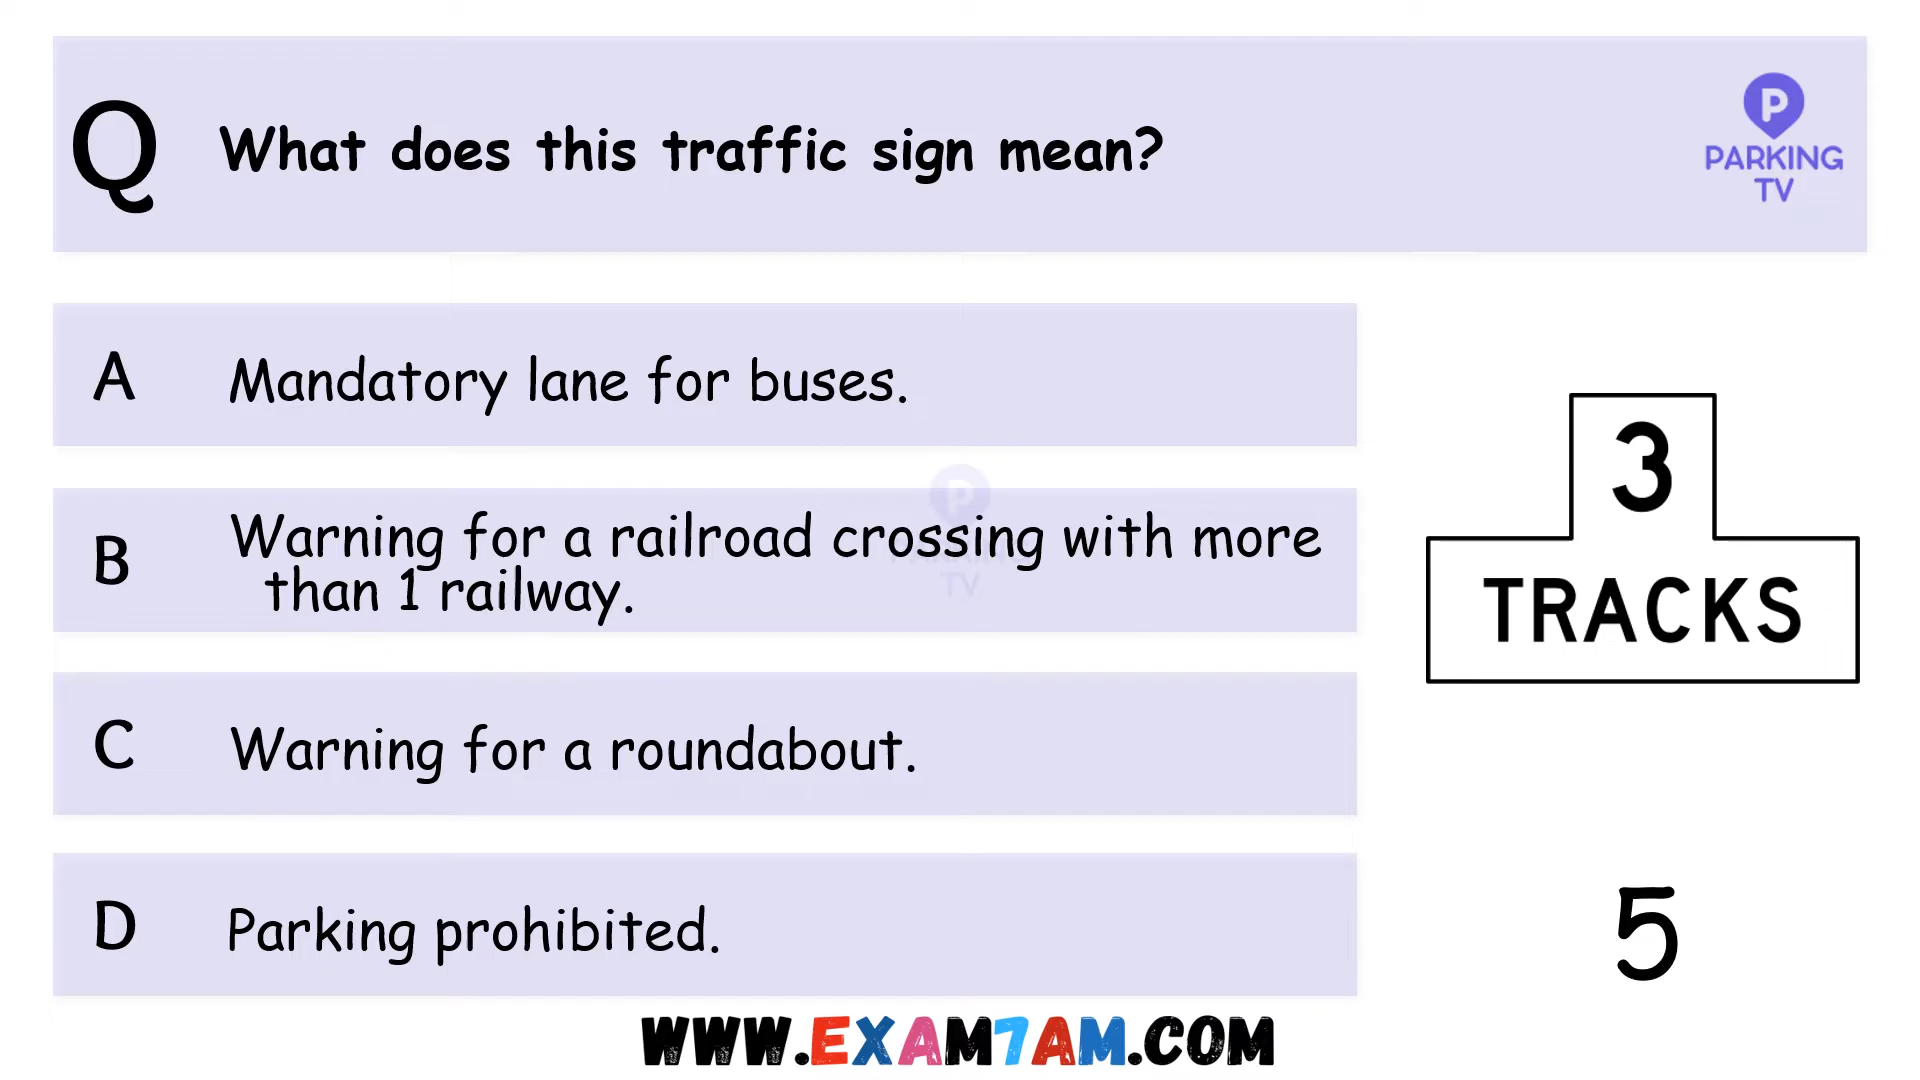 Q What does this traffic sign mean?
P
PARKING
TV
A Mandatory lane for buses.
B Warning for a railroad crossing with more
than 1 railway.
C Warning for a roundabout.
D Parking prohibited.
3
TRACKS
5
P
TV
WWW.EXAM7AM.COM